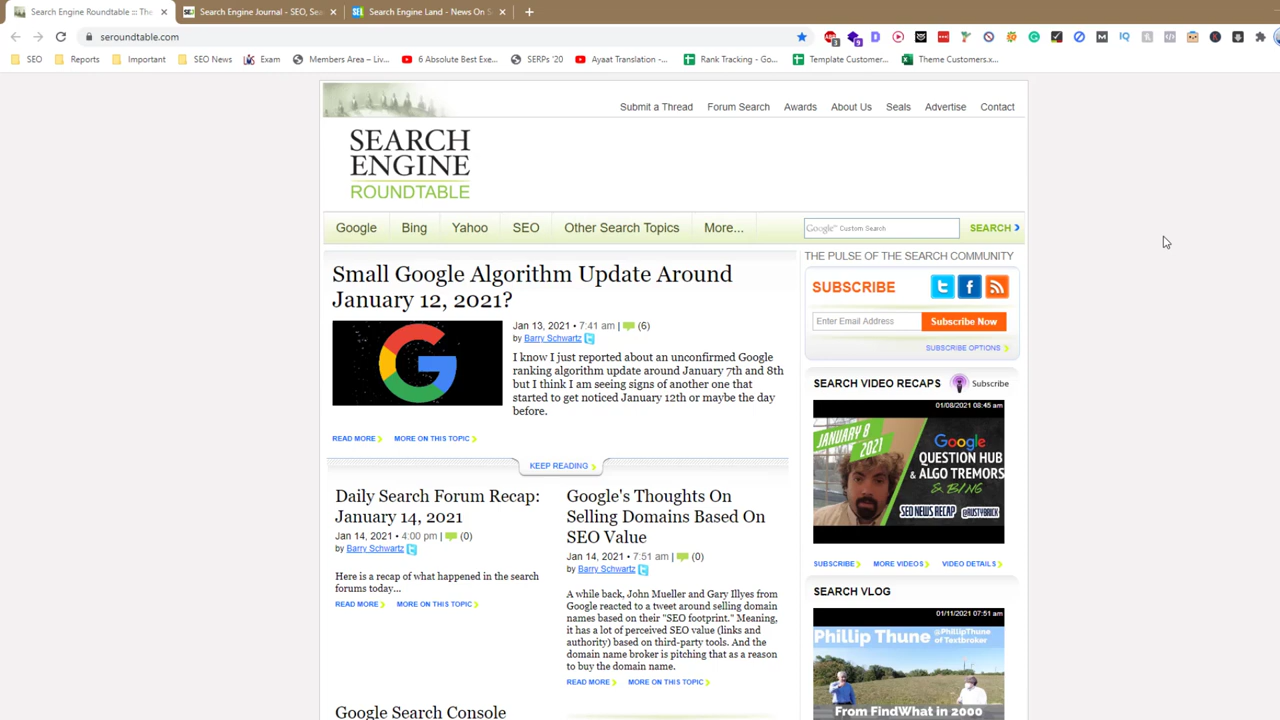 Search Engine Roundtable ::: The
Search Engine Journal - SEO, Sea
Search Engine Land - News On S
seroundtable.com
SEO
Reports
Important
SEO News
Exam
Members Area – Liv...
6 Absolute Best Exe...
SERPs '20
Ayaat Translation -...
Rank Tracking - Go...
Template Customer...
Theme Customers.x...
Submit a Thread
Forum Search
Awards
About Us
Seals
Advertise
Contact
SEARCH
ENGINE
ROUNDTABLE
Google
Bing
Yahoo
SEO
Other Search Topics
More...
Google™ Custom Search
SEARCH
Small Google Algorithm Update Around
January 12, 2021?
Jan 13, 2021 • 7:41 am | (6)
by Barry Schwartz
I know I just reported about an unconfirmed Google
ranking algorithm update around January 7th and 8th
but I think I am seeing signs of another one that
started to get noticed January 12th or maybe the day
before.
READ MORE
MORE ON THIS TOPIC
KEEP READING
Daily Search Forum Recap:
January 14, 2021
Jan 14, 2021 • 4:00 pm | (0)
by Barry Schwartz
Here is a recap of what happened in the search
forums today...
READ MORE
MORE ON THIS TOPIC
Google Search Console
Google's Thoughts On
Selling Domains Based On
SEO Value
Jan 14, 2021 • 7:51 am | (0)
by Barry Schwartz
A while back, John Mueller and Gary Illyes from
Google reacted to a tweet around selling domain
names based on their "SEO footprint." Meaning,
it has a lot of perceived SEO value (links and
authority) based on third-party tools. And the
domain name broker is pitching that as a reason
to buy the domain name.
READ MORE
MORE ON THIS TOPIC
THE PULSE OF THE SEARCH COMMUNITY
SUBSCRIBE
Enter Email Address
Subscribe Now
SUBSCRIBE OPTIONS
SEARCH VIDEO RECAPS
Subscribe
01/08/2021 08:45 am
JANUARY 8
2021
Google
QUESTION HUB
& ALGO TREMORS
& BING
SEO NEWS RECAP
@RUSTYBRICK
SUBSCRIBE
MORE VIDEOS
VIDEO DETAILS
SEARCH VLOG
01/11/2021 07:51 am
Phillip Thune @PhillipThune
of Textbroker
From FindWhat in 2000